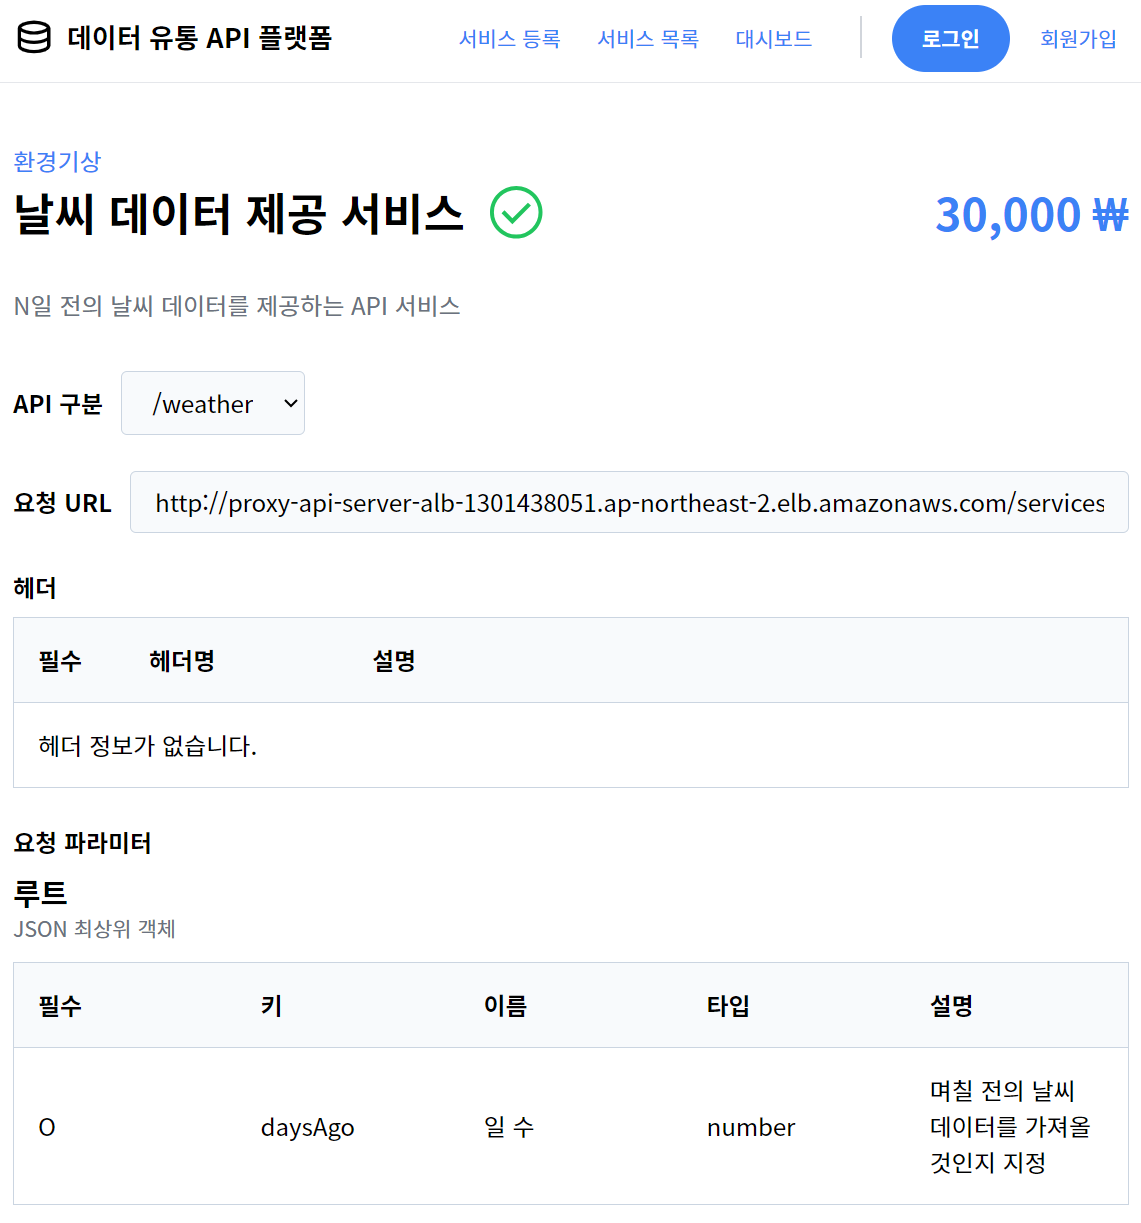 데이터 유통 API 플랫폼
서비스 등록
서비스 목록
대시보드
로그인
회원가입
환경기상
날씨 데이터 제공 서비스
30,000 ₩
N일 전의 날씨 데이터를 제공하는 API 서비스
API 구분
/weather
요청 URL
http://proxy-api-server-alb-1301438051.ap-northeast-2.elb.amazonaws.com/services
헤더
필수 헤더명 설명
헤더 정보가 없습니다.
요청 파라미터
루트
JSON 최상위 객체
필수 키 이름 타입 설명
O daysAgo 일 수 number 며칠 전의 날씨
데이터를 가져올
것인지 지정